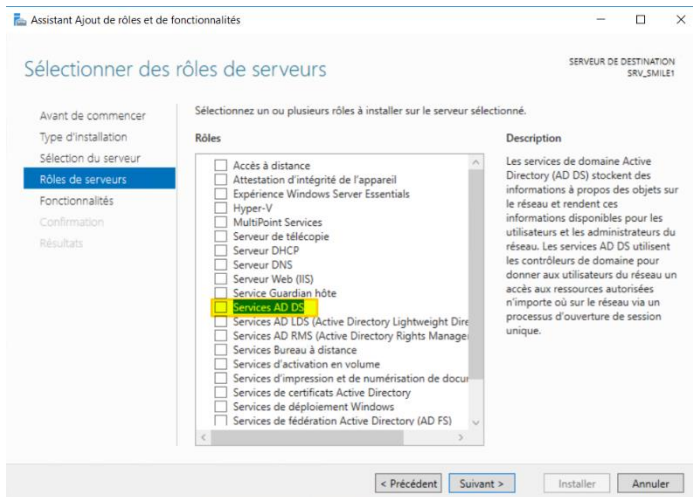 Assistant Ajout de rôles et de fonctionnalités
Sélectionner des rôles de serveurs
SERVEUR DE DESTINATION
SRV_SMILE1
Avant de commencer
Type d'installation
Sélection du serveur
Rôles de serveurs
Fonctionnalités
Confirmation
Résultats
Sélectionnez un ou plusieurs rôles à installer sur le serveur sélectionné.
Rôles
Accès à distance
Attestation d'intégrité de l'appareil
Expérience Windows Server Essentials
Hyper-V
MultiPoint Services
Serveur de télécopie
Serveur DHCP
Serveur DNS
Serveur Web (IIS)
Service Guardian hôte
Services AD DS
Services AD LDS (Active Directory Lightweight Dire
Services AD RMS (Active Directory Rights Manage
Services Bureau à distance
Services d'activation en volume
Services d'impression et de numérisation de docu
Services de certificats Active Directory
Services de déploiement Windows
Services de fédération Active Directory (AD FS)
Description
Les services de domaine Active
Directory (AD DS) stockent des
informations à propos des objets sur
le réseau et rendent ces
informations disponibles pour les
utilisateurs et les administrateurs du
réseau. Les services AD DS utilisent
les contrôleurs de domaine pour
donner aux utilisateurs du réseau un
accès aux ressources autorisées
n'importe où sur le réseau via un
processus d'ouverture de session
unique.
< Précédent
Suivant >
Installer
Annuler